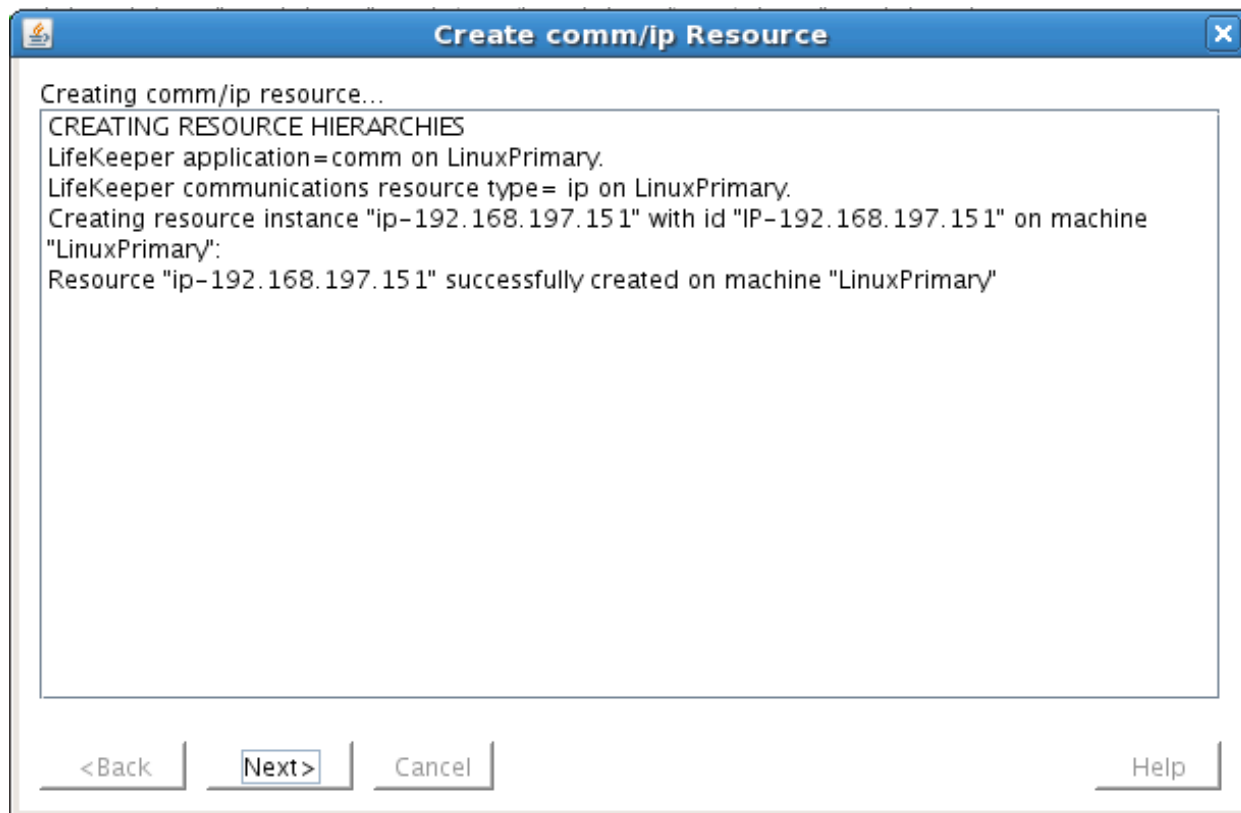 Create comm/ip Resource
Creating comm/ip resource...
CREATING RESOURCE HIERARCHIES
LifeKeeper application=comm on LinuxPrimary.
LifeKeeper communications resource type= ip on LinuxPrimary.
Creating resource instance "ip-192.168.197.151" with id "IP-192.168.197.151" on machine
"LinuxPrimary":
Resource "ip-192.168.197.151" successfully created on machine "LinuxPrimary"
<Back Next> Cancel Help